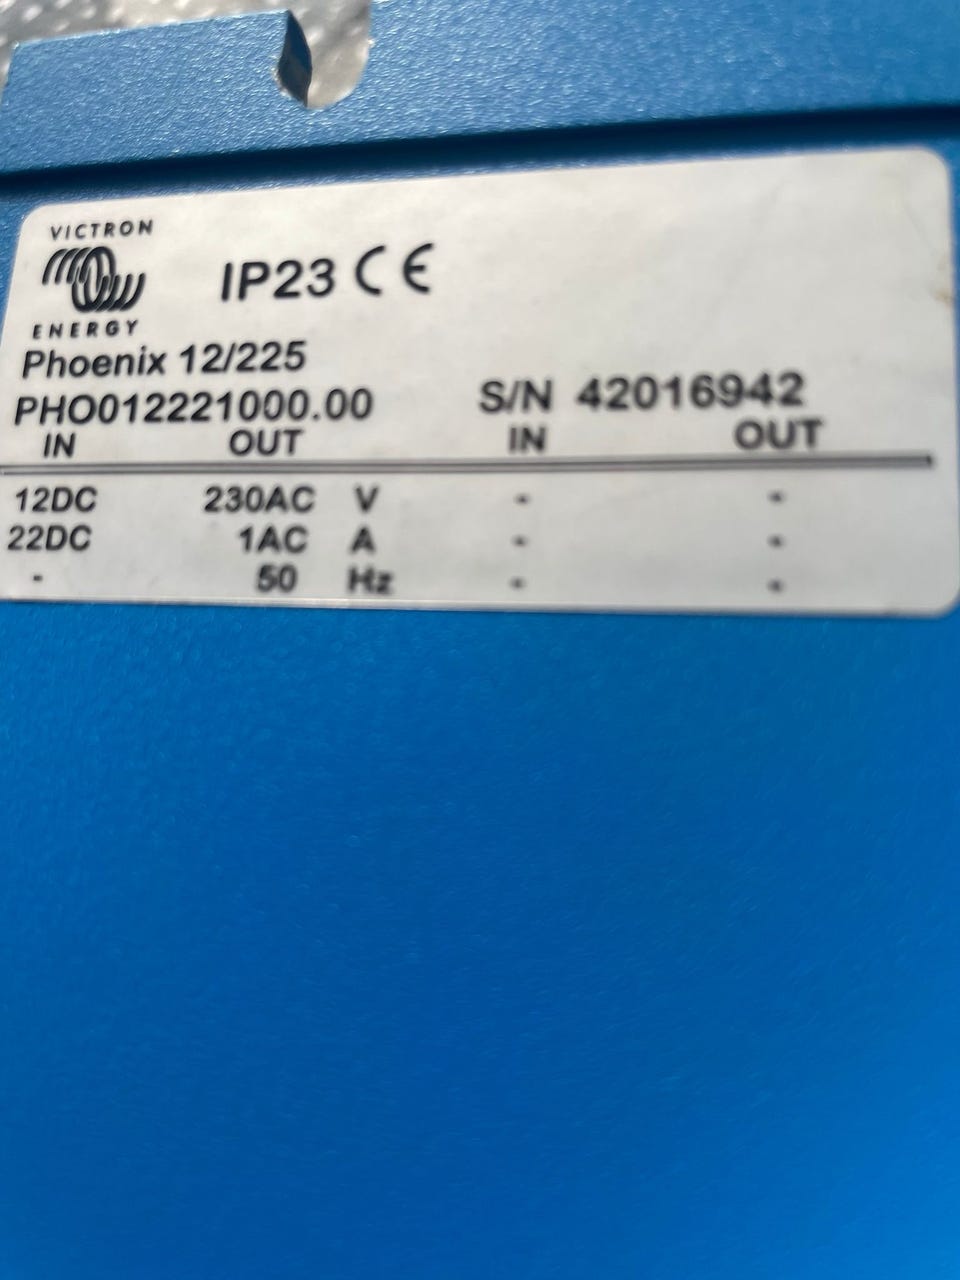 VICTRON
ENERGY
IP23 CE
Phoenix 12/225
PHO012221000.00 S/N 42016942
IN OUT IN OUT
12DC 230AC V - -
22DC 1AC A - -
- 50 Hz - -